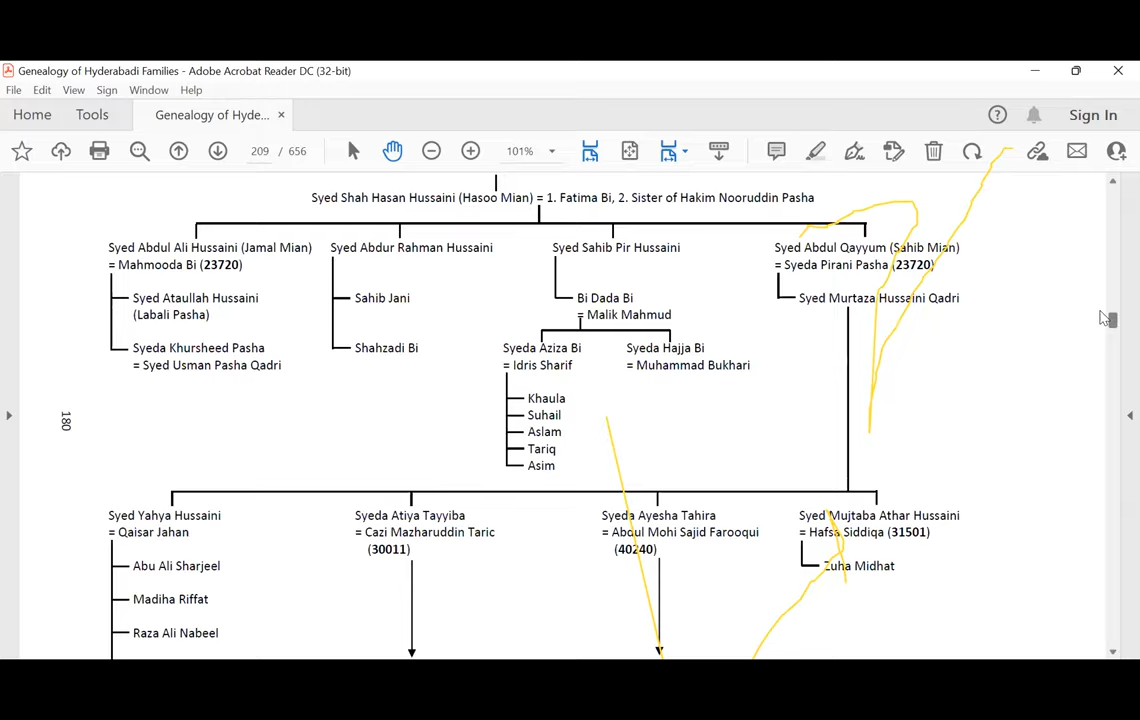 Genealogy of Hyderabadi Families - Adobe Acrobat Reader DC (32-bit)
File Edit View Sign Window Help
Home Tools Genealogy of Hyde... × Sign In
209 / 656 101%
Syed Shah Hasan Hussaini (Hasoo Mian) = 1. Fatima Bi, 2. Sister of Hakim Nooruddin Pasha
Syed Abdul Ali Hussaini (Jamal Mian) Syed Abdur Rahman Hussaini Syed Sahib Pir Hussaini Syed Abdul Qayyum (Sahib Mian)
= Mahmooda Bi (23720) = Syeda Pirani Pasha (23720)
Syed Ataullah Hussaini Sahib Jani Bi Dada Bi Syed Murtaza Hussaini Qadri
(Labali Pasha) = Malik Mahmud
Syeda Khursheed Pasha Shahzadi Bi Syeda Aziza Bi Syeda Hajja Bi
= Syed Usman Pasha Qadri = Idris Sharif = Muhammad Bukhari
Khaula
Suhail
Aslam
Tariq
Asim
180
Syed Yahya Hussaini Syeda Atiya Tayyiba Syeda Ayesha Tahira Syed Mujtaba Athar Hussaini
= Qaisar Jahan = Cazi Mazharuddin Taric = Abdul Mohi Sajid Farooqui = Hafsa Siddiqa (31501)
(30011) (40240)
Abu Ali Sharjeel Zuha Midhat
Madiha Riffat
Raza Ali Nabeel